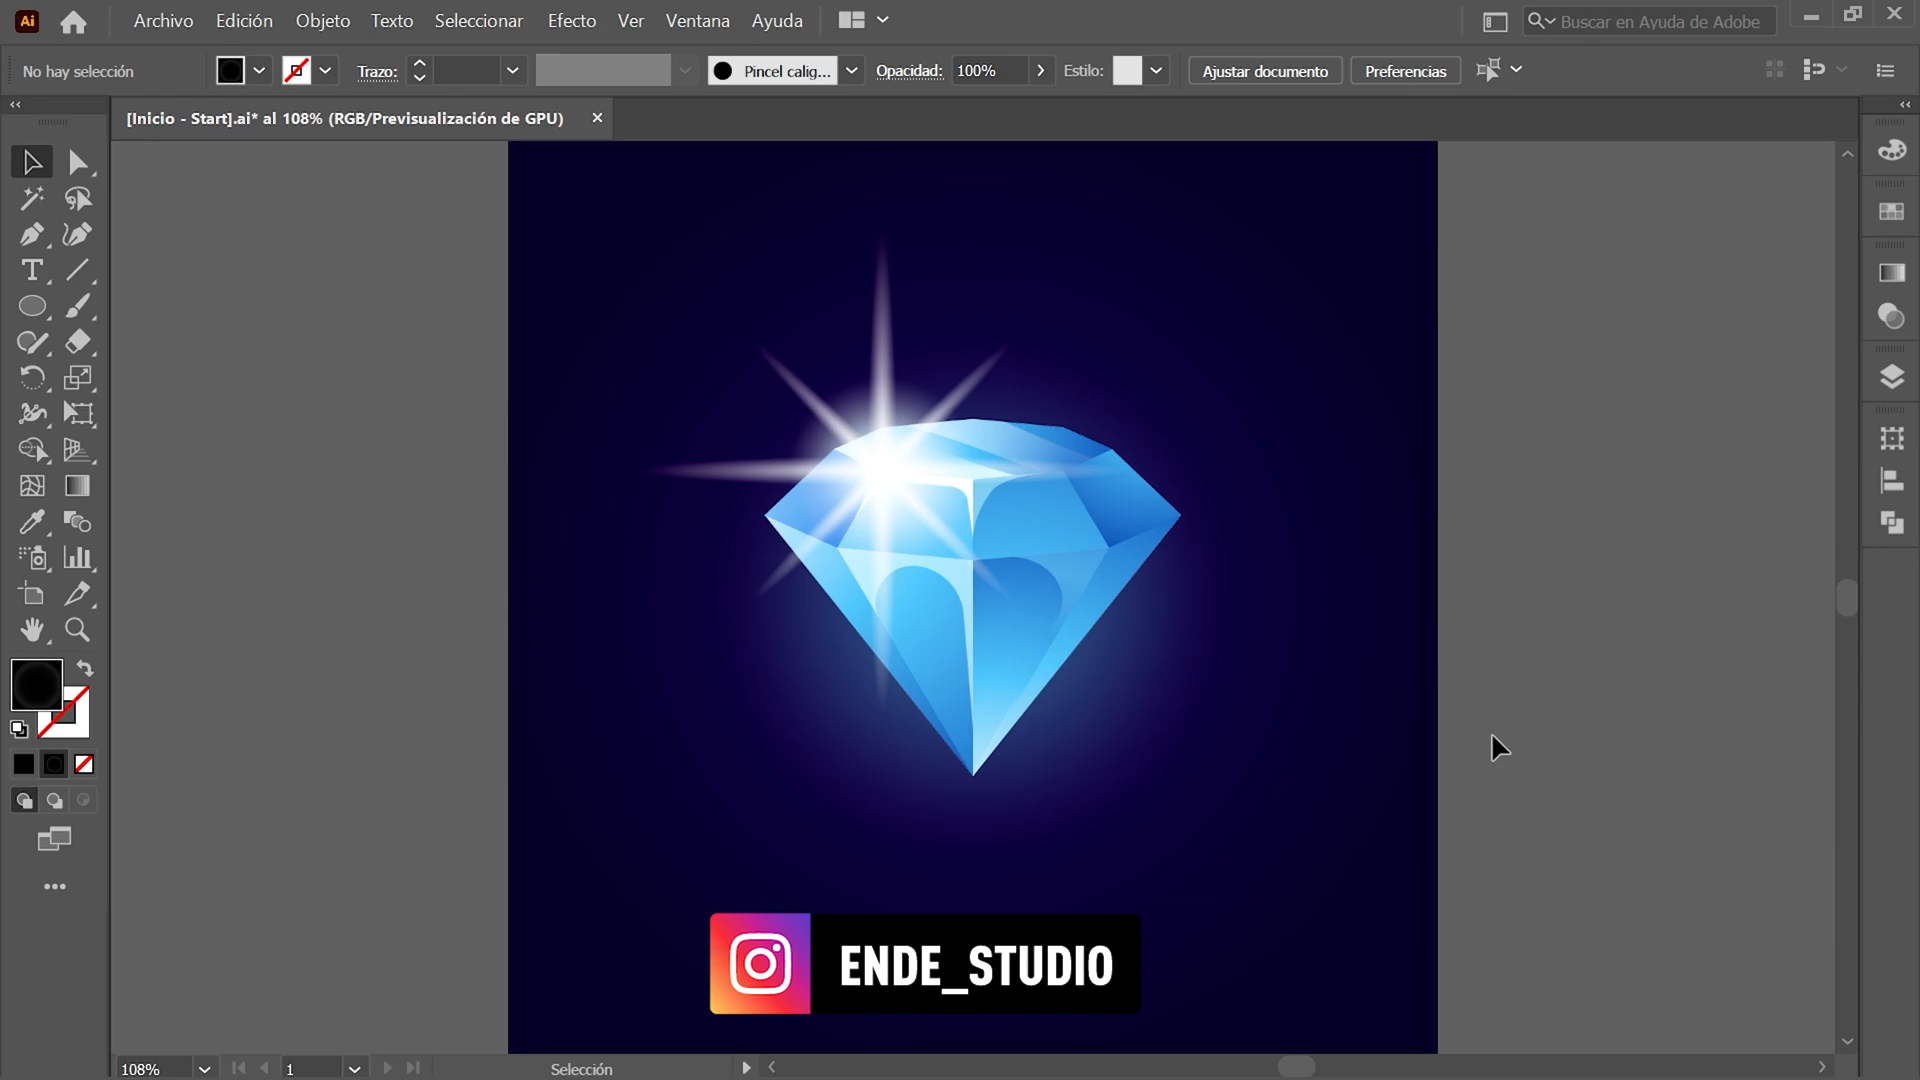 Ai Archivo Edición Objeto Texto Seleccionar Efecto Ver Ventana Ayuda Buscar en Ayuda de Adobe
No hay selección Trazo: Pincel calig... Opacidad: 100% Estilo: Ajustar documento Preferencias
[Inicio - Start].ai* al 108% (RGB/Previsualización de GPU)
ENDE_STUDIO
108% 1 Selección